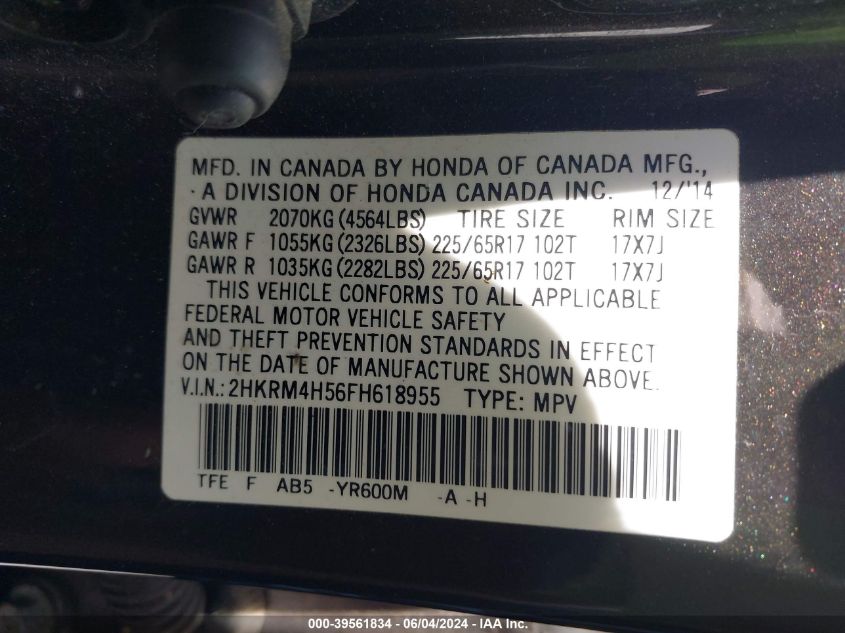 MFD. IN CANADA BY HONDA OF CANADA MFG.,
A DIVISION OF HONDA CANADA INC. 12/'14
GVWR 2070KG (4564LBS) TIRE SIZE RIM SIZE
GAWR F 1055KG (2326LBS) 225/65R17 102T 17X7J
GAWR R 1035KG (2282LBS) 225/65R17 102T 17X7J
THIS VEHICLE CONFORMS TO ALL APPLICABLE
FEDERAL MOTOR VEHICLE SAFETY
AND THEFT PREVENTION STANDARDS IN EFFECT
ON THE DATE OF MANUFACTURE SHOWN ABOVE.
V.I.N.: 2HKRM4H56FH618955 TYPE: MPV
TFE F AB5 -YR600M -A -H
000-39561834 - 06/04/2024 - IAA Inc.